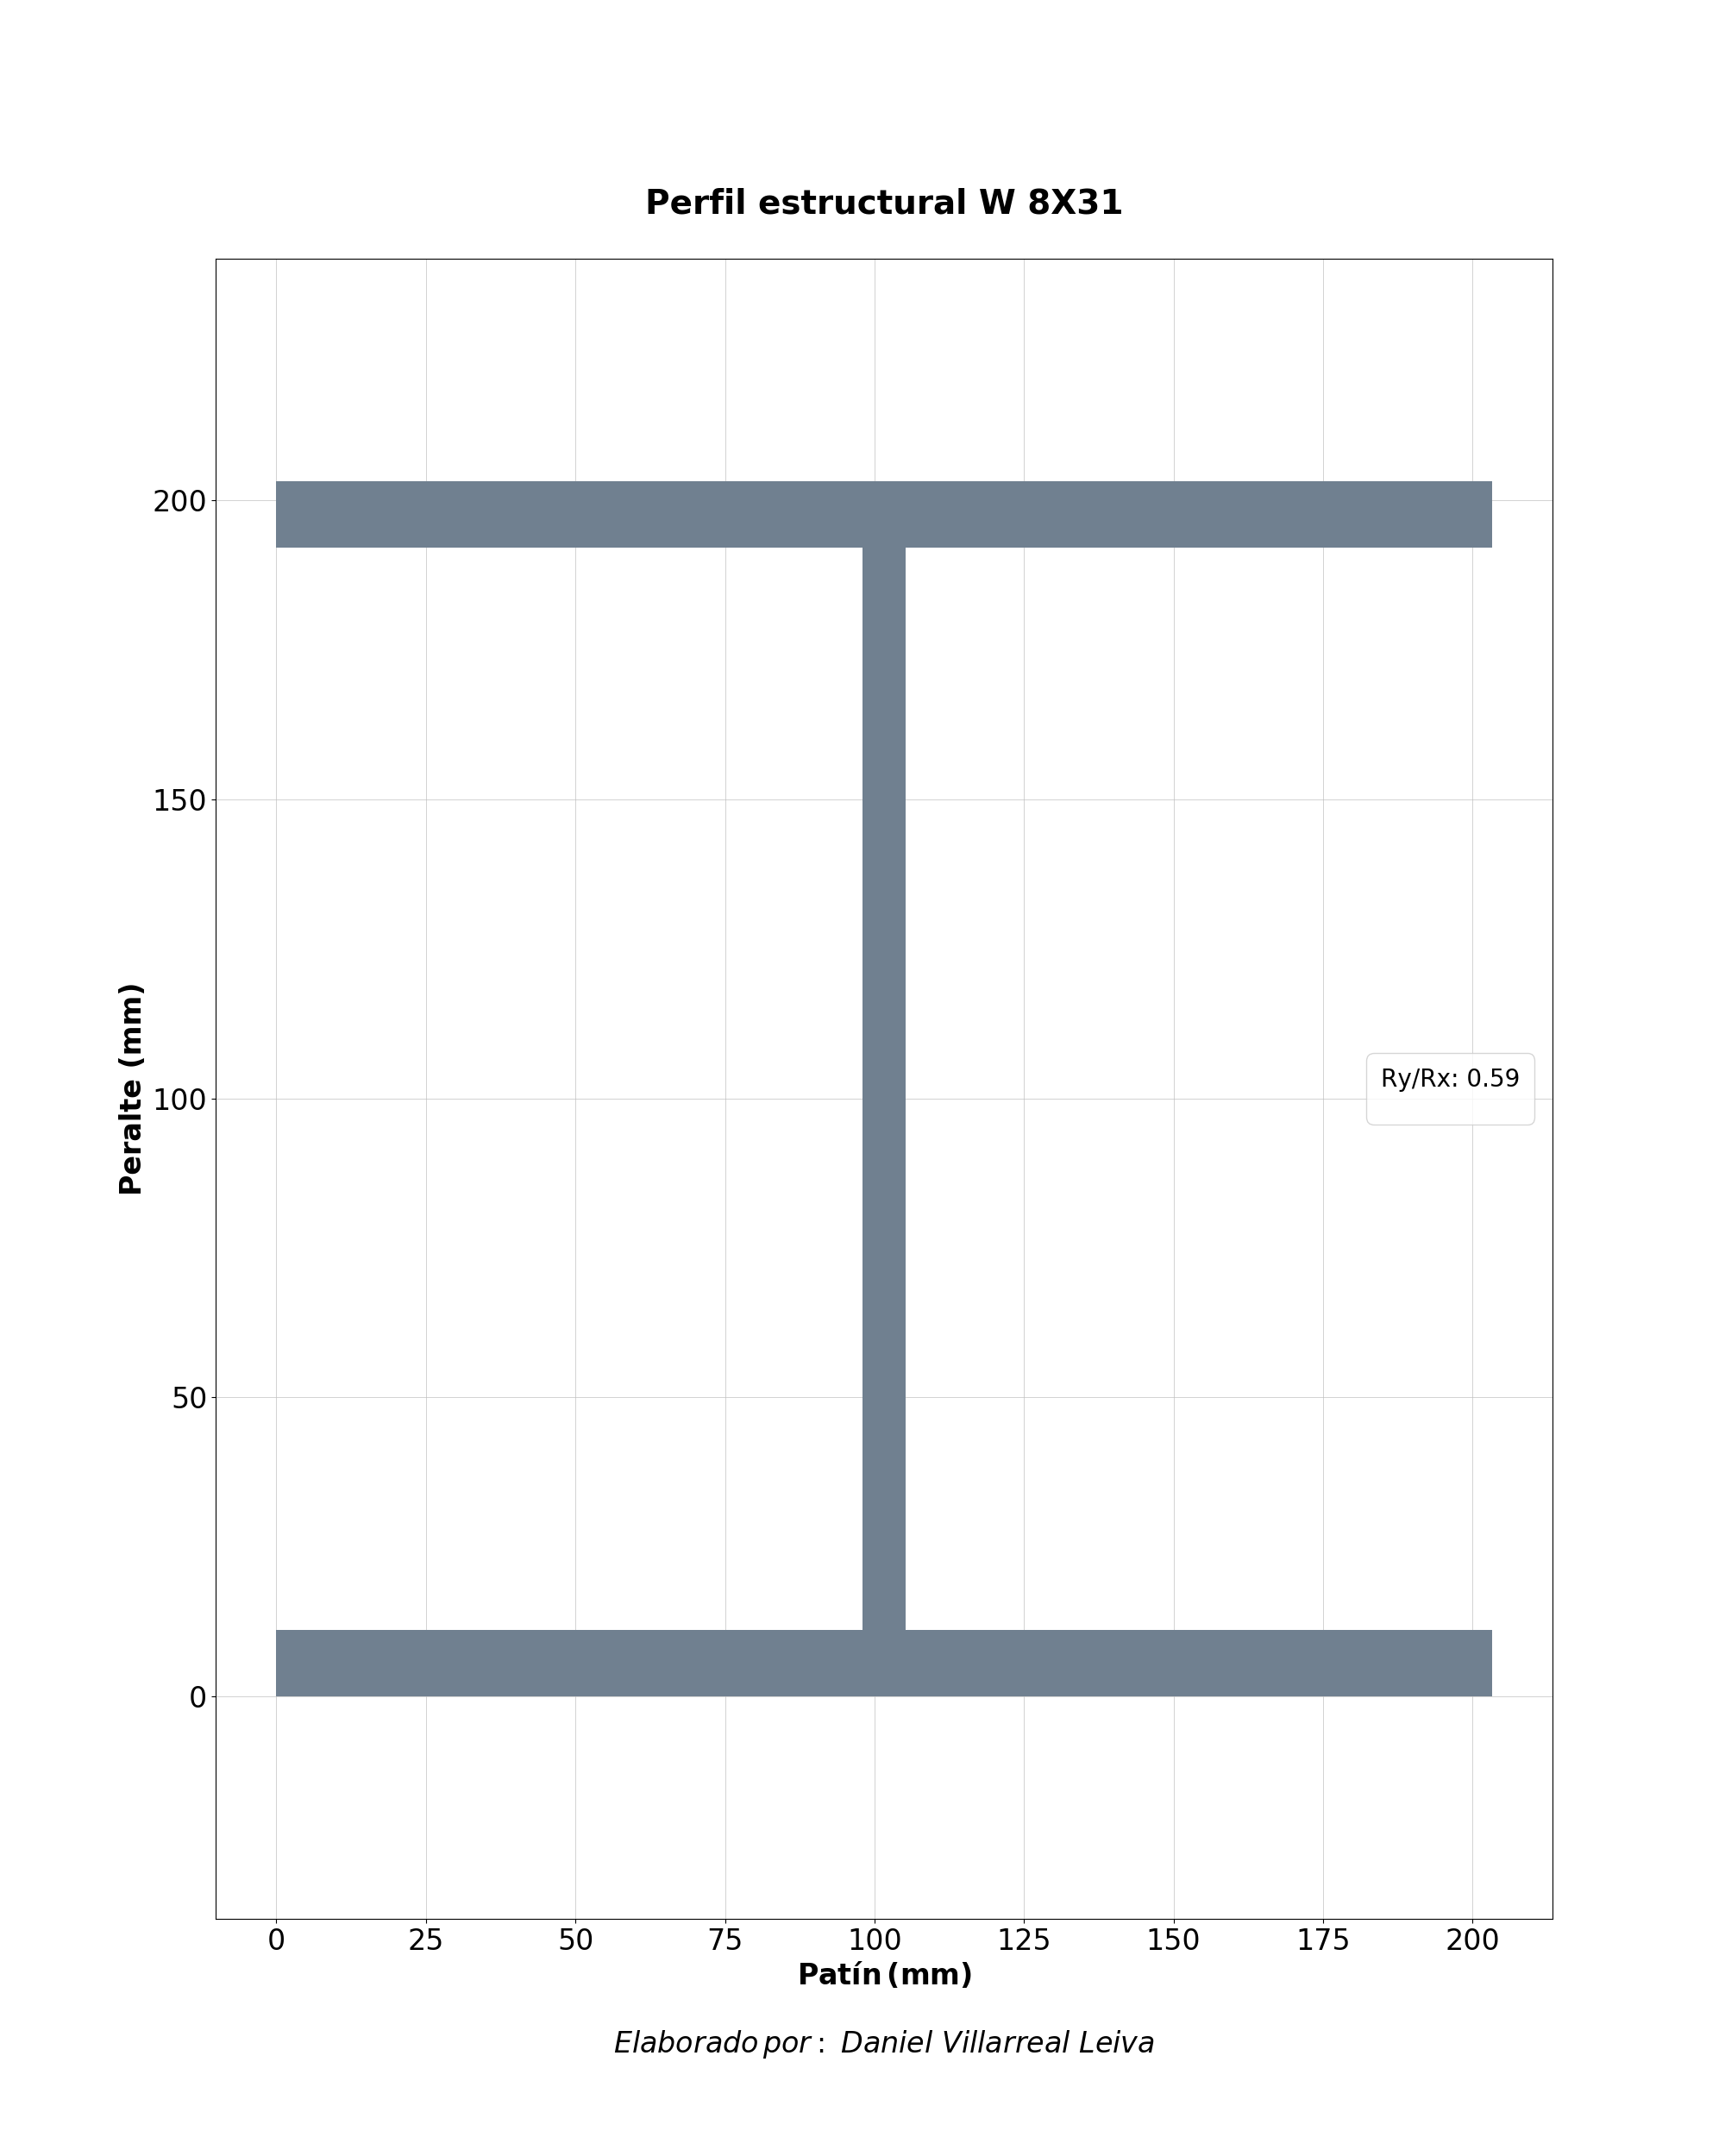 Perfil estructural W 8X31
Peralte (mm)
200
150
100
50
0
Ry/Rx: 0.59
0 25 50 75 100 125 150 175 200
Patín (mm)
Elaborado por: Daniel Villarreal Leiva